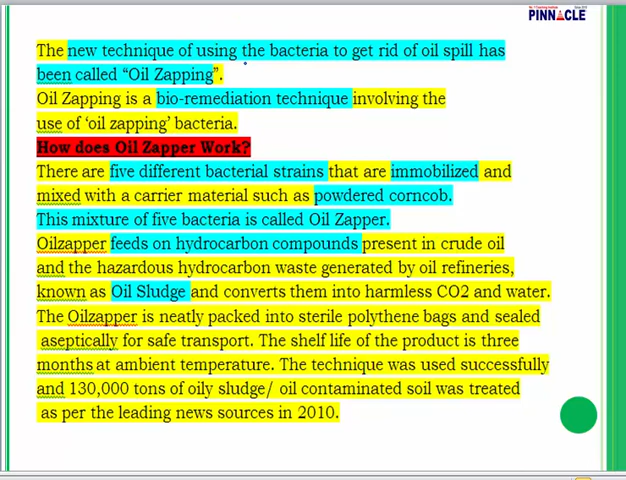 PINNACLE
The new technique of using the bacteria to get rid of oil spill has
been called “Oil Zapping”.
Oil Zapping is a bio-remediation technique involving the
use of ‘oil zapping’ bacteria.
How does Oil Zapper Work?
There are five different bacterial strains that are immobilized and
mixed with a carrier material such as powdered corncob.
This mixture of five bacteria is called Oil Zapper.
Oilzapper feeds on hydrocarbon compounds present in crude oil
and the hazardous hydrocarbon waste generated by oil refineries,
known as Oil Sludge and converts them into harmless CO2 and water.
The Oilzapper is neatly packed into sterile polythene bags and sealed
aseptically for safe transport. The shelf life of the product is three
months at ambient temperature. The technique was used successfully
and 130,000 tons of oily sludge/ oil contaminated soil was treated
as per the leading news sources in 2010.